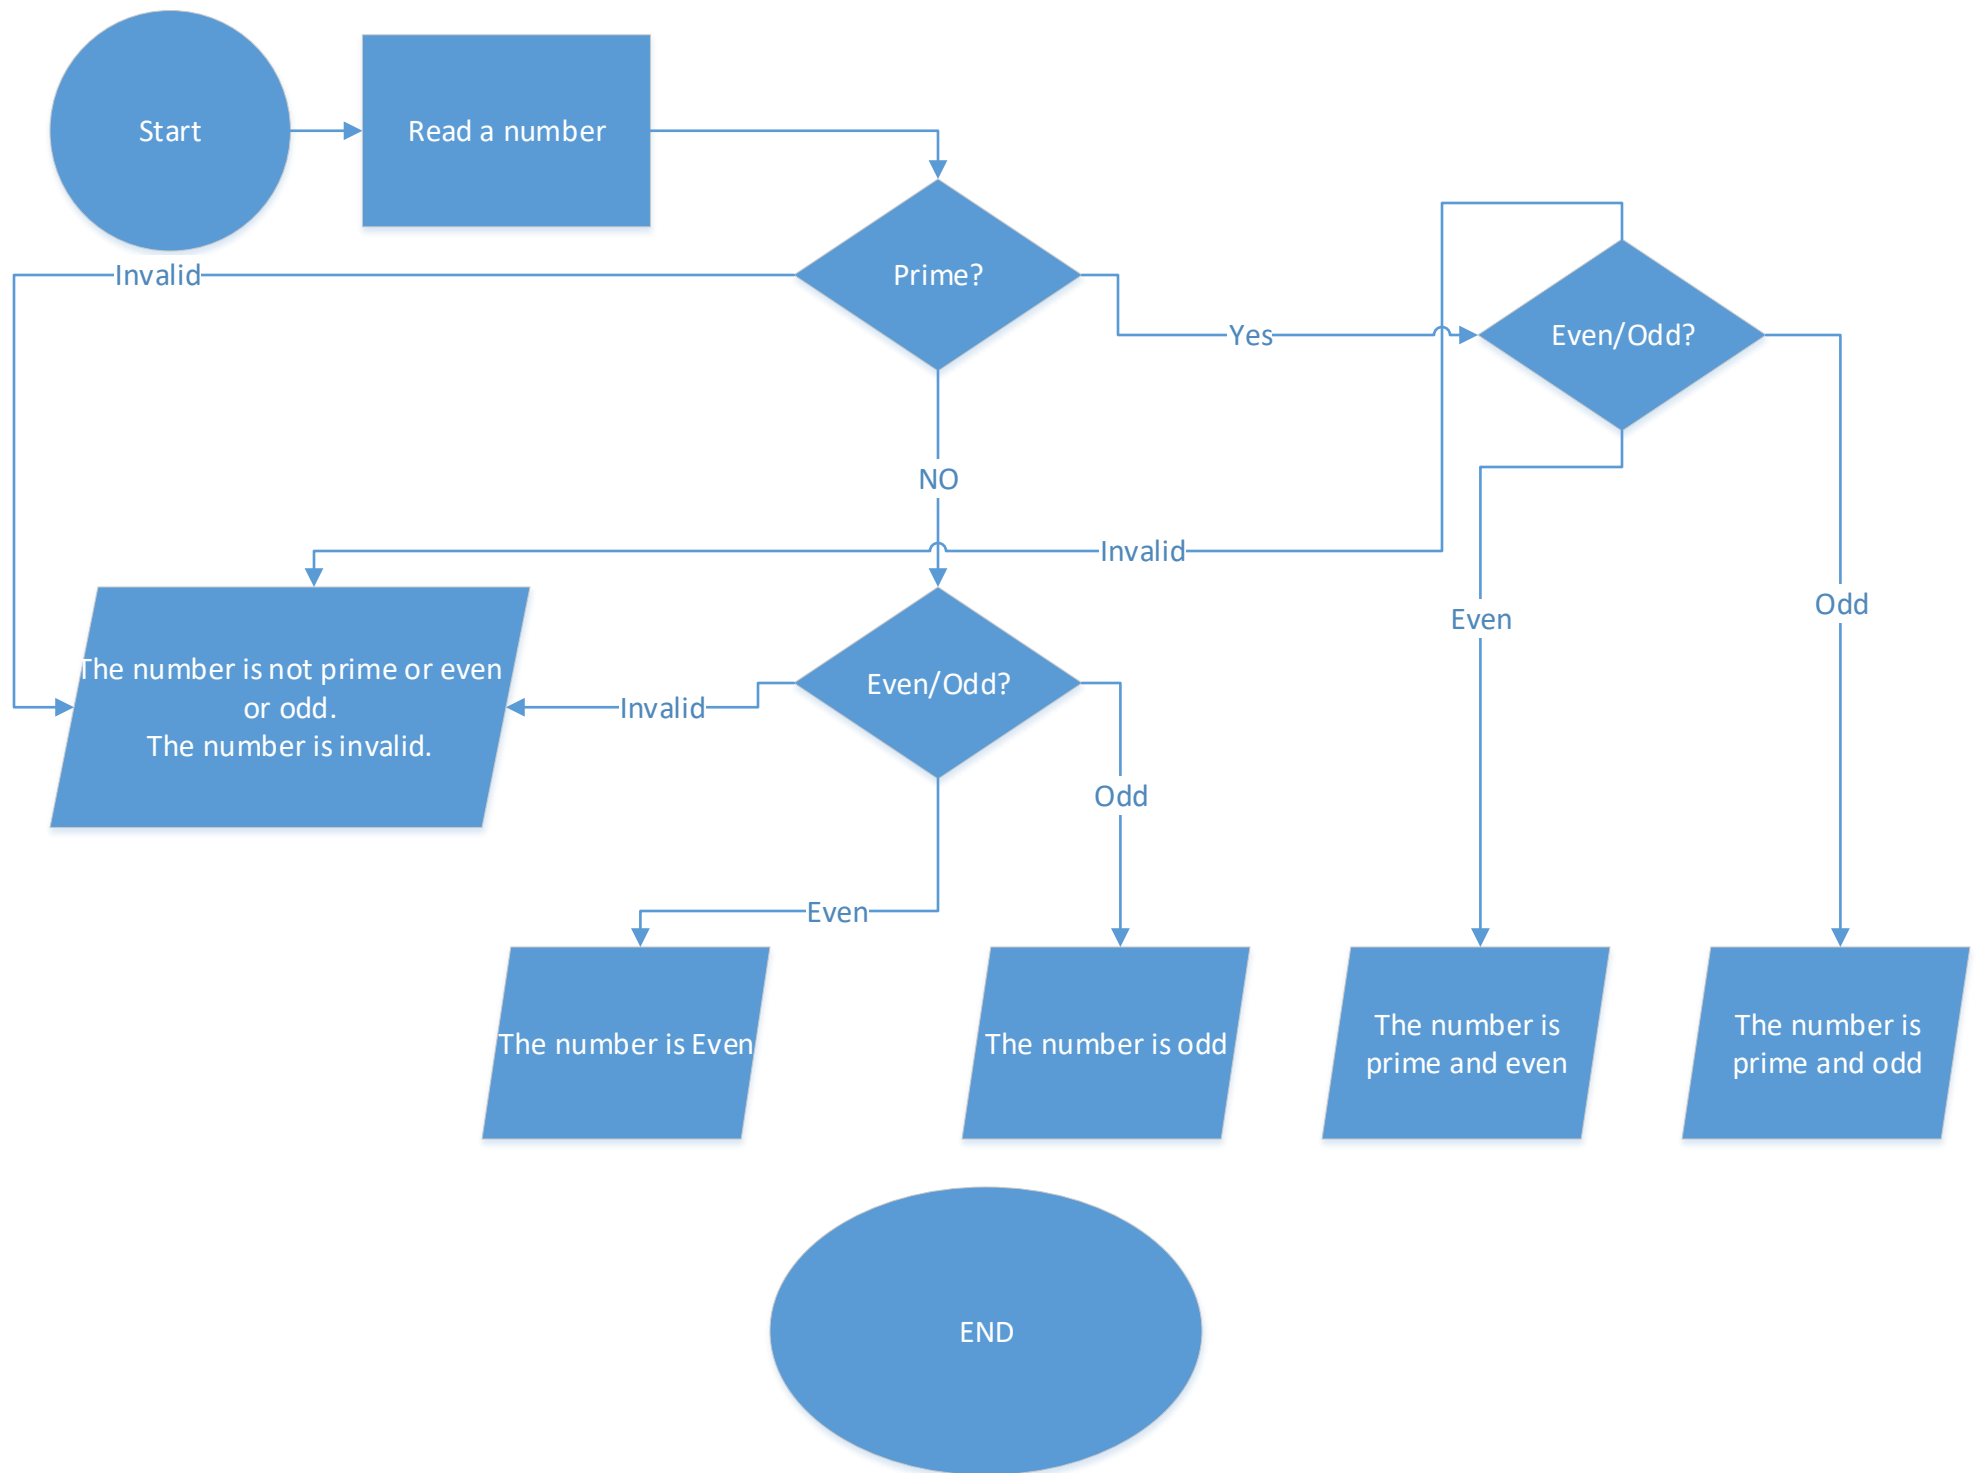 Start
Read a number
Invalid
Prime?
Yes
Even/Odd?
NO
Invalid
Even
Odd
The number is not prime or even
or odd.
The number is invalid.
Invalid
Even/Odd?
Odd
Even
The number is Even
The number is odd
The number is
prime and even
The number is
prime and odd
END